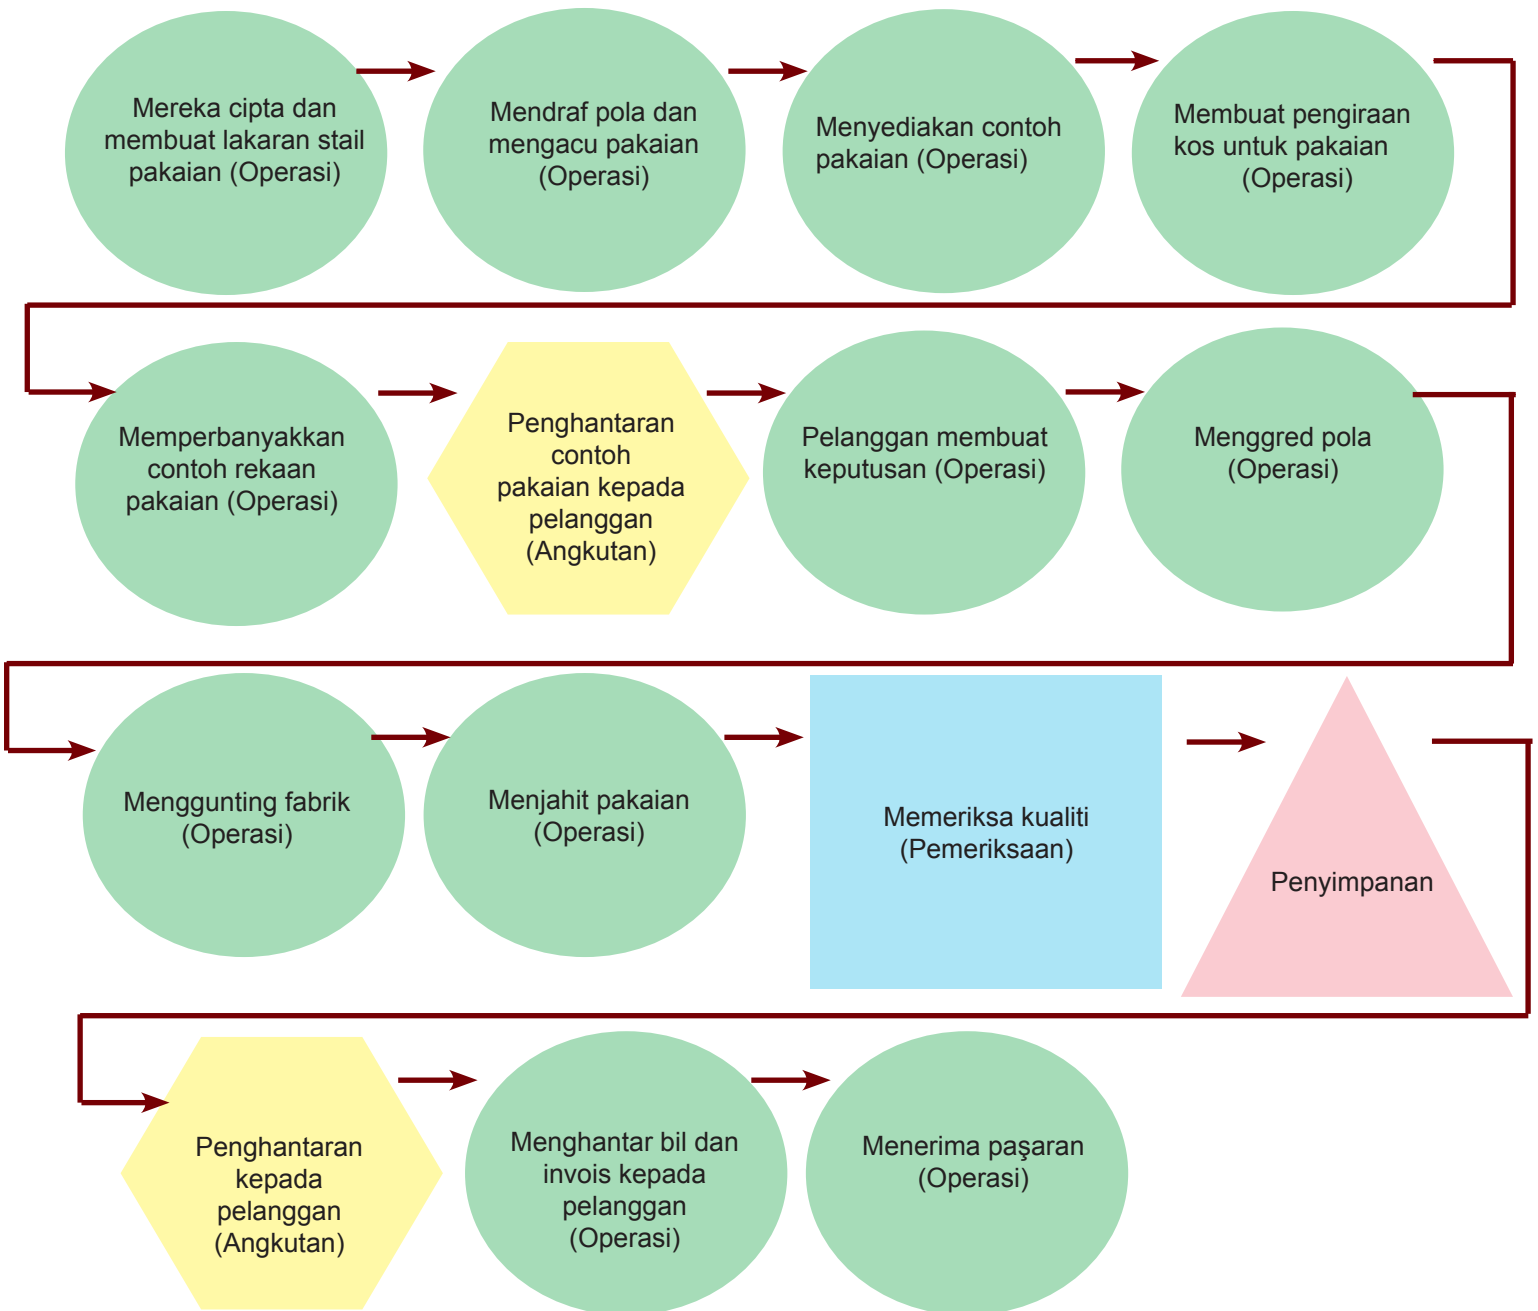 Mereka cipta dan
membuat lakaran stail
pakaian (Operasi)
Mendraf pola dan
mengacu pakaian
(Operasi)
Menyediakan contoh
pakaian (Operasi)
Membuat pengiraan
kos untuk pakaian
(Operasi)
Memperbanyakkan
contoh rekaan
pakaian (Operasi)
Penghantaran
contoh
pakaian kepada
pelanggan
(Angkutan)
Pelanggan membuat
keputusan (Operasi)
Menggred pola
(Operasi)
Menggunting fabrik
(Operasi)
Menjahit pakaian
(Operasi)
Memeriksa kualiti
(Pemeriksaan)
Penyimpanan
Penghantaran
kepada
pelanggan
(Angkutan)
Menghantar bil dan
invois kepada
pelanggan
(Operasi)
Menerima paşaran
(Operasi)